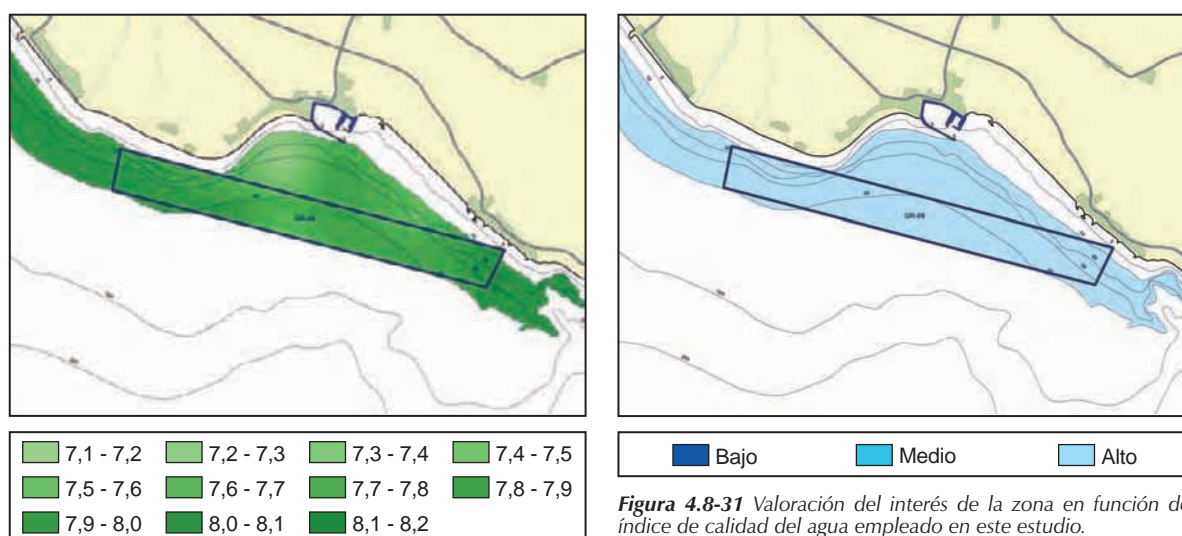 7,1 - 7,2 7,2 - 7,3 7,3 - 7,4 7,4 - 7,5
7,5 - 7,6 7,6 - 7,7 7,7 - 7,8 7,8 - 7,9
7,9 - 8,0 8,0 - 8,1 8,1 - 8,2
Bajo Medio Alto
Figura 4.8-31 Valoración del interés de la zona en función de
índice de calidad del agua empleado en este estudio.